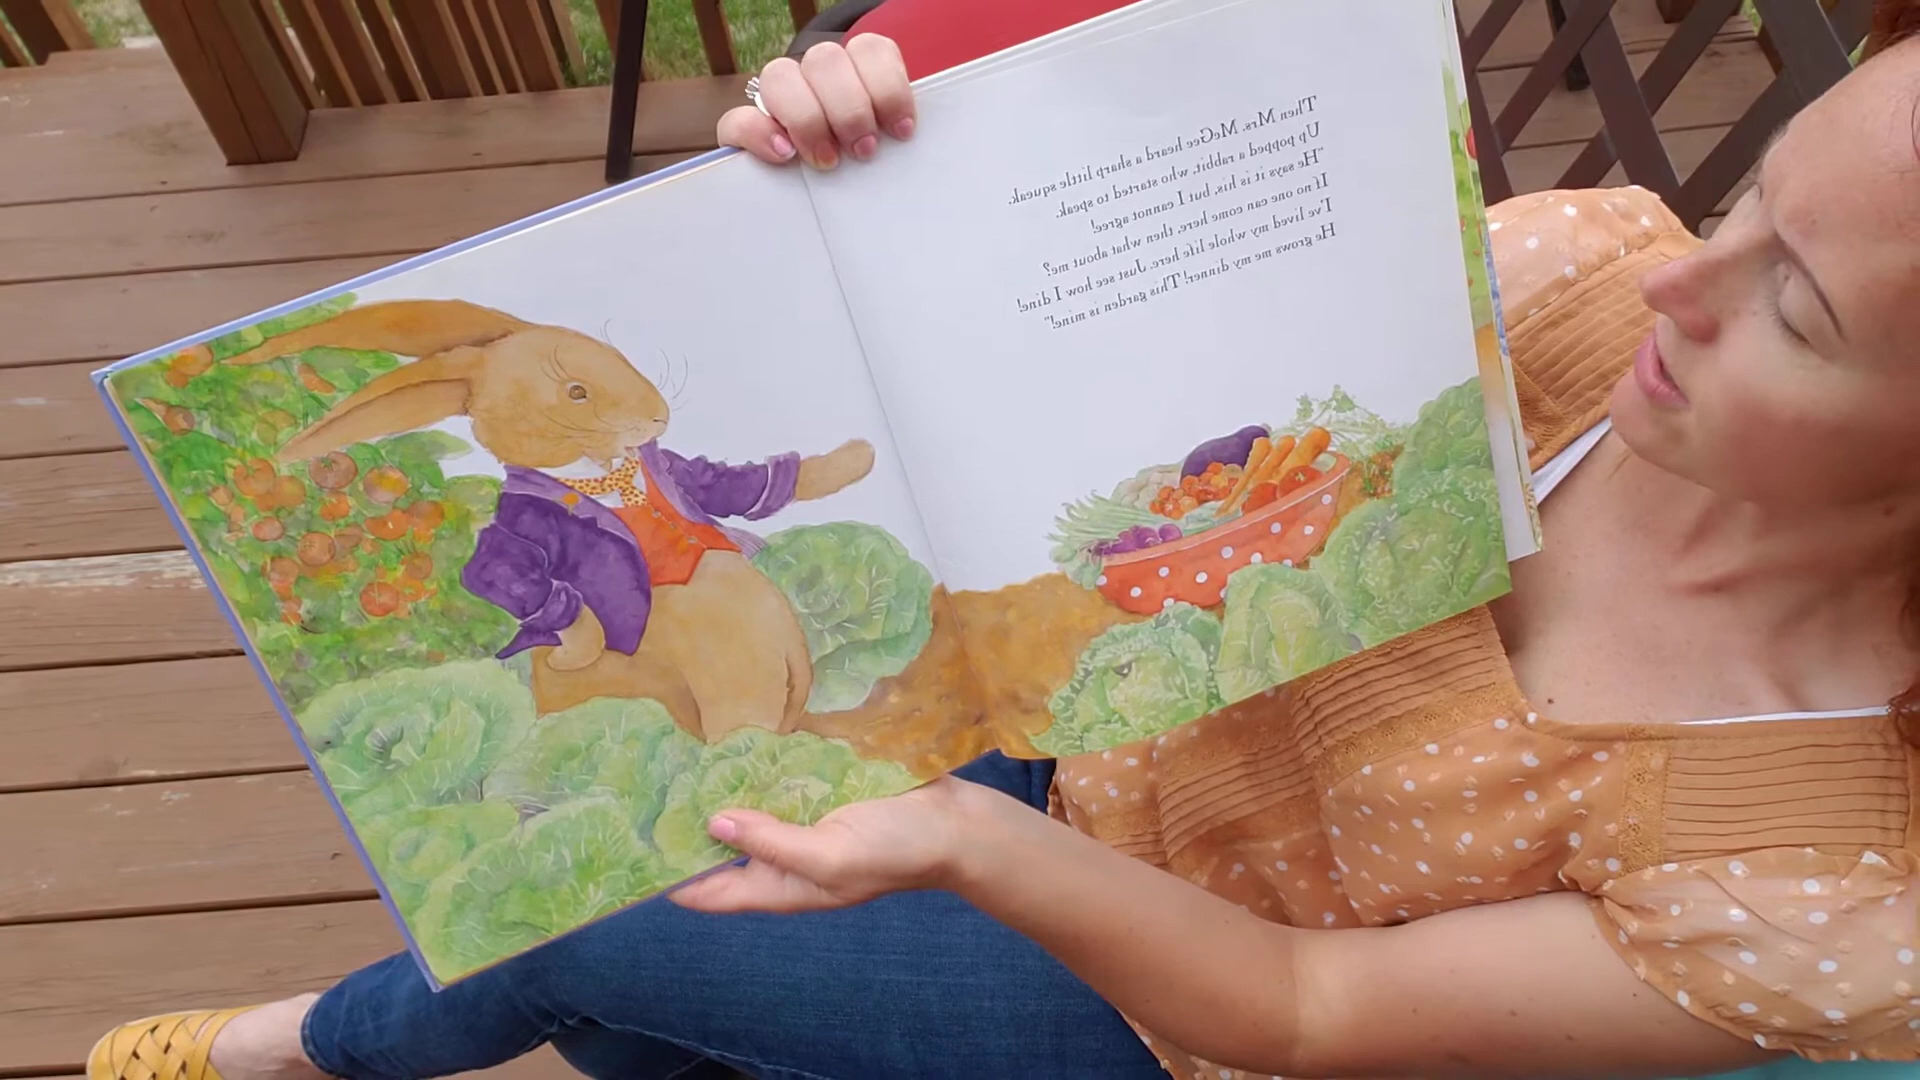 Then Mrs. McGee heard a sharp little squeak.
Up popped a rabbit, who started to speak.
"He says it is his, but I cannot agree!
If no one can come here, then what about me?
I've lived my whole life here. Just see how I dine!
He grows me my dinner! This garden is mine!"